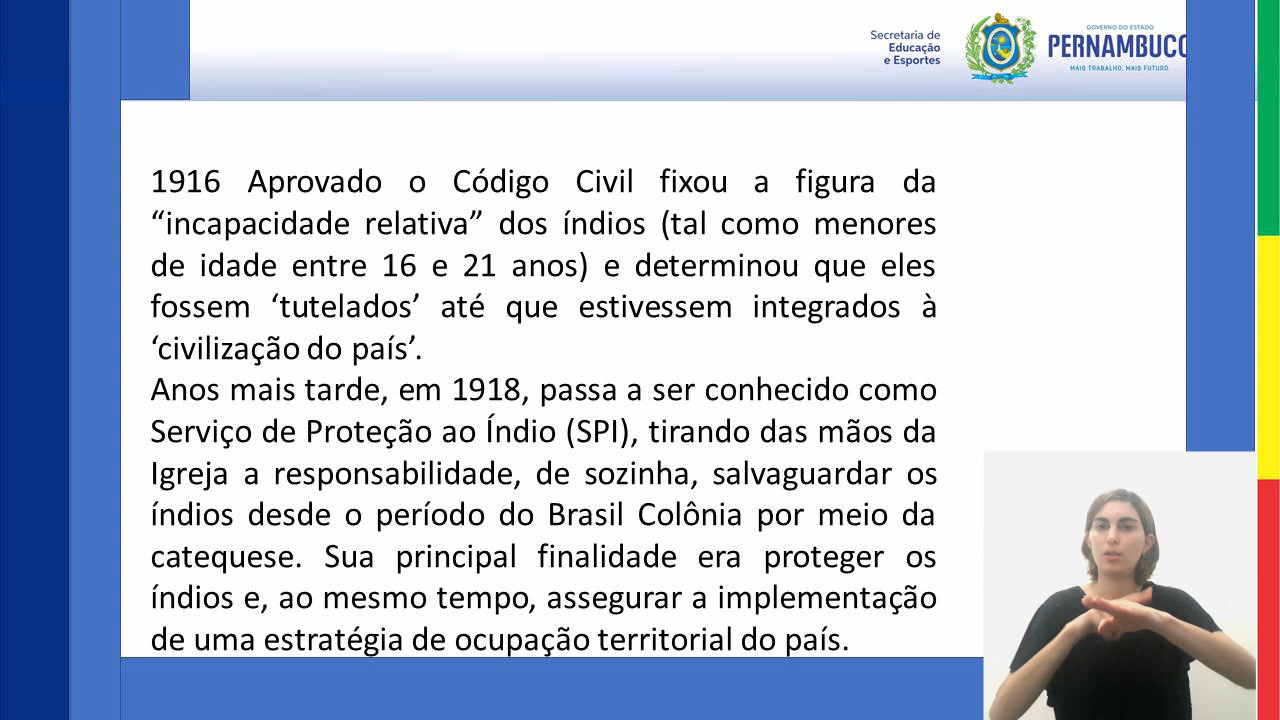 Secretaria de
Educação
e Esportes
GOVERNO DO ESTADO
PERNAMBUCO
MAIS TRABALHO, MAIS FUTURO.
1916 Aprovado o Código Civil fixou a figura da
“incapacidade relativa” dos índios (tal como menores
de idade entre 16 e 21 anos) e determinou que eles
fossem ‘tutelados’ até que estivessem integrados à
‘civilização do país’.
Anos mais tarde, em 1918, passa a ser conhecido como
Serviço de Proteção ao Índio (SPI), tirando das mãos da
Igreja a responsabilidade, de sozinha, salvaguardar os
índios desde o período do Brasil Colônia por meio da
catequese. Sua principal finalidade era proteger os
índios e, ao mesmo tempo, assegurar a implementação
de uma estratégia de ocupação territorial do país.